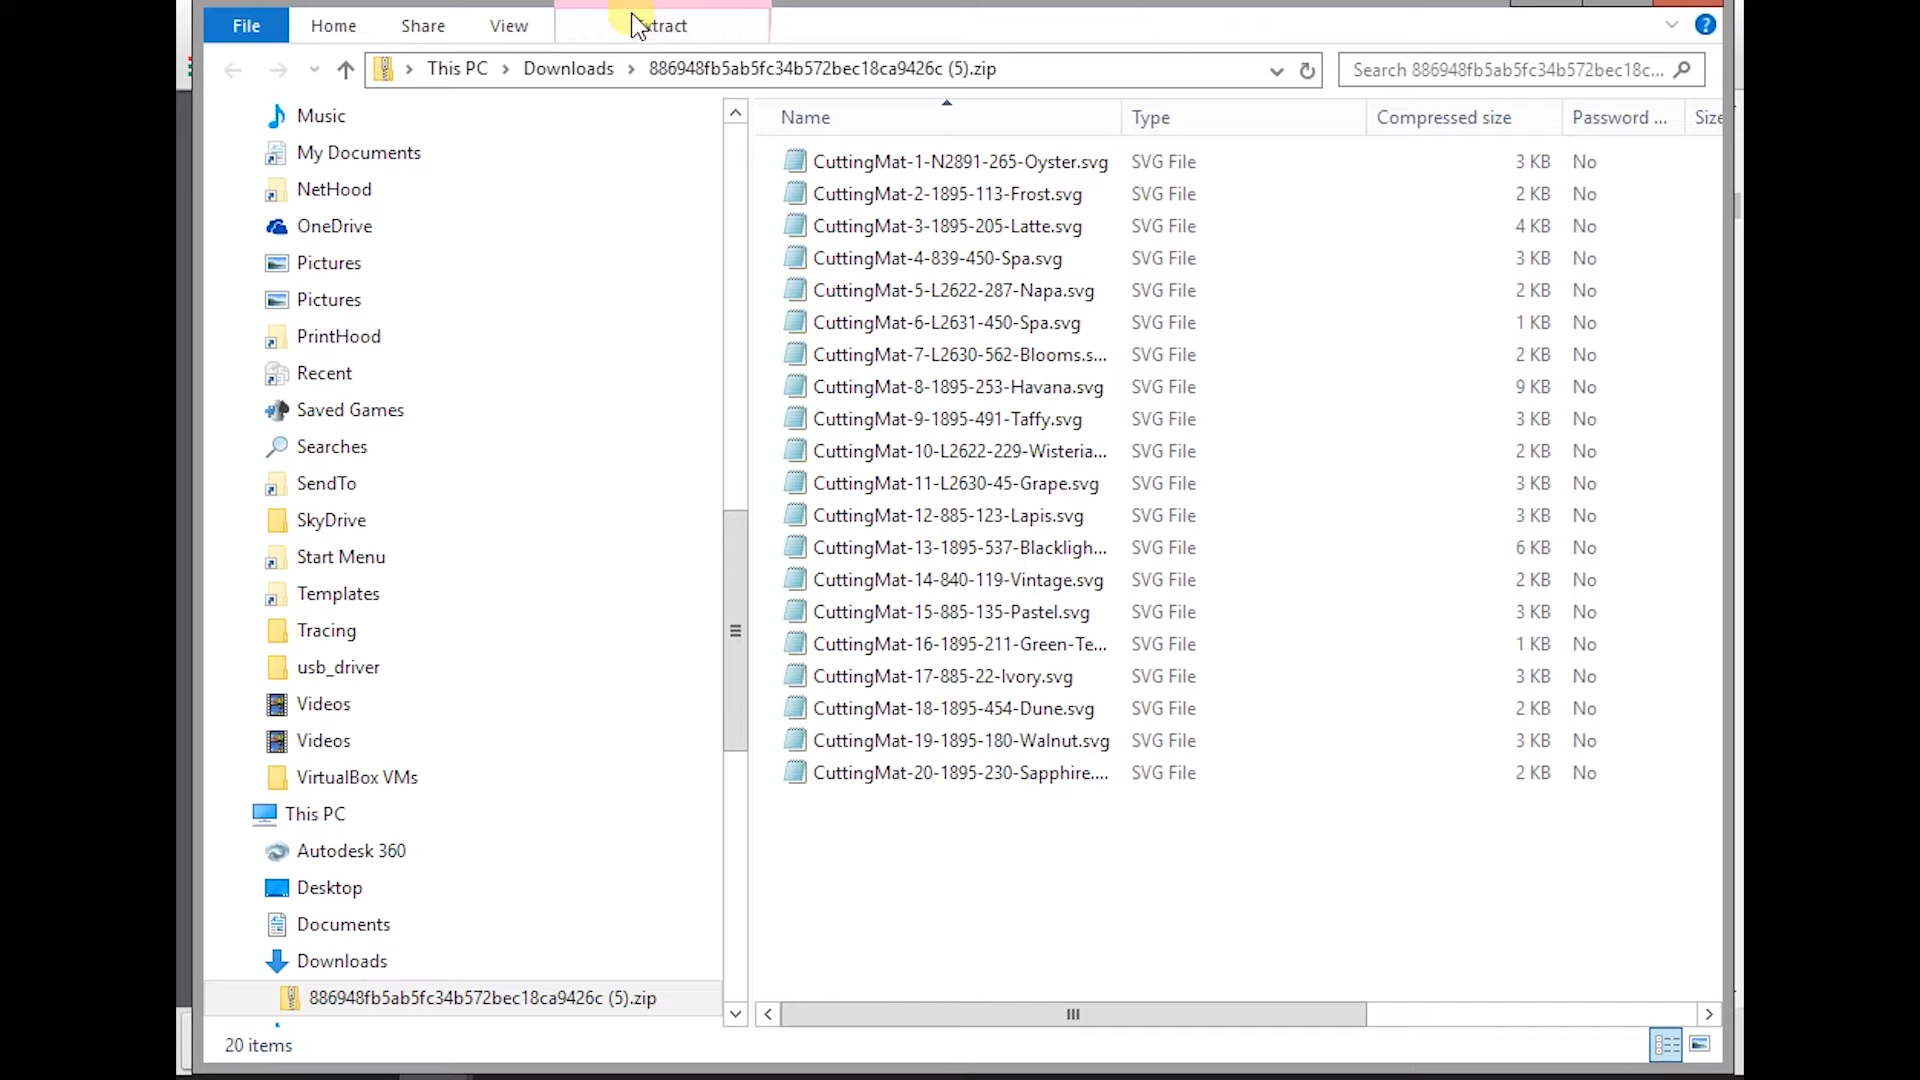 File Home Share View Extract
This PC Downloads 886948fb5ab5fc34b572bec18ca9426c (5).zip Search 886948fb5ab5fc34b572bec18c...
Music
My Documents
NetHood
OneDrive
Pictures
Pictures
PrintHood
Recent
Saved Games
Searches
SendTo
SkyDrive
Start Menu
Templates
Tracing
usb_driver
Videos
Videos
VirtualBox VMs
This PC
Autodesk 360
Desktop
Documents
Downloads
886948fb5ab5fc34b572bec18ca9426c (5).zip
Name Type Compressed size Password ... Size
CuttingMat-1-N2891-265-Oyster.svg SVG File 3 KB No
CuttingMat-2-1895-113-Frost.svg SVG File 2 KB No
CuttingMat-3-1895-205-Latte.svg SVG File 4 KB No
CuttingMat-4-839-450-Spa.svg SVG File 3 KB No
CuttingMat-5-L2622-287-Napa.svg SVG File 2 KB No
CuttingMat-6-L2631-450-Spa.svg SVG File 1 KB No
CuttingMat-7-L2630-562-Blooms.s... SVG File 2 KB No
CuttingMat-8-1895-253-Havana.svg SVG File 9 KB No
CuttingMat-9-1895-491-Taffy.svg SVG File 3 KB No
CuttingMat-10-L2622-229-Wisteria... SVG File 2 KB No
CuttingMat-11-L2630-45-Grape.svg SVG File 3 KB No
CuttingMat-12-885-123-Lapis.svg SVG File 3 KB No
CuttingMat-13-1895-537-Blackligh... SVG File 6 KB No
CuttingMat-14-840-119-Vintage.svg SVG File 2 KB No
CuttingMat-15-885-135-Pastel.svg SVG File 3 KB No
CuttingMat-16-1895-211-Green-Te... SVG File 1 KB No
CuttingMat-17-885-22-Ivory.svg SVG File 3 KB No
CuttingMat-18-1895-454-Dune.svg SVG File 2 KB No
CuttingMat-19-1895-180-Walnut.svg SVG File 3 KB No
CuttingMat-20-1895-230-Sapphire.... SVG File 2 KB No
20 items